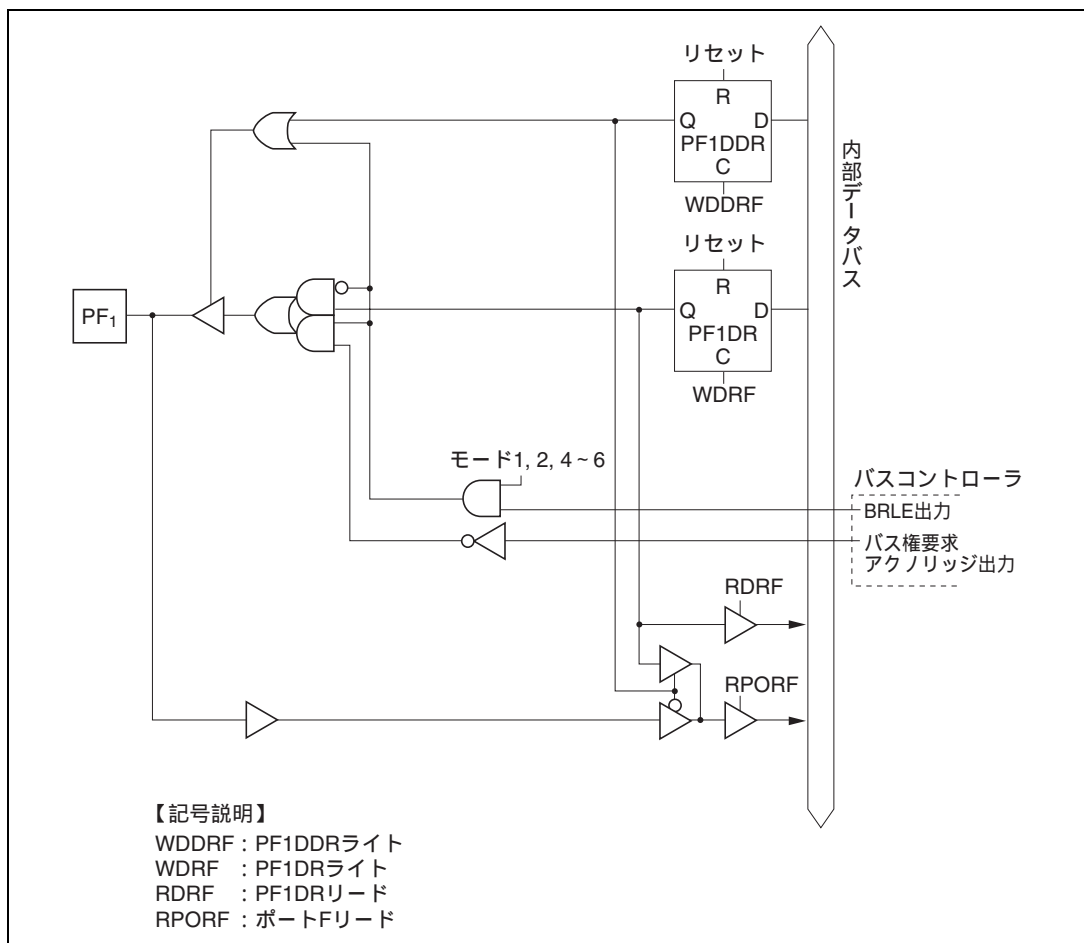 リセット
R
Q D
PF1DDR
C
WDDRF
内部データバス
リセット
R
Q D
PF1DR
C
WDRF
PF1
モード1, 2, 4~6
バスコントローラ
BRLE出力
バス権要求
アクノリッジ出力
RDRF
RPORF
【記号説明】
WDDRF : PF1DDRライト
WDRF : PF1DRライト
RDRF : PF1DRリード
RPORF : ポートFリード